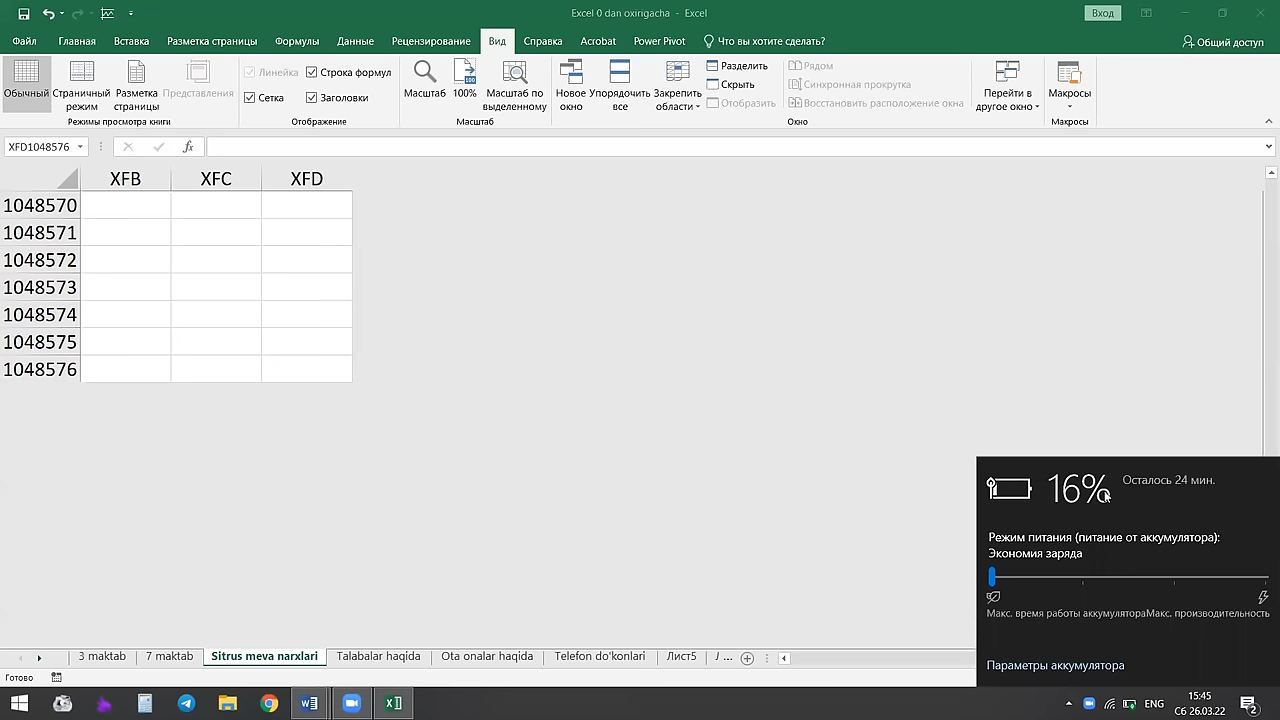 Excel 0 dan oxirigacha - Excel
Вход
Файл Главная Вставка Разметка страницы Формулы Данные Рецензирование Вид Справка Acrobat Power Pivot Что вы хотите сделать? Общий доступ
Обычный
Страничный режим
Разметка страницы
Представления
Режимы просмотра книги
Линейка
Строка формул
Сетка
Заголовки
Отображение
Масштаб
100
100%
Масштаб по выделенному
Масштаб
Новое окно
Упорядочить все
Закрепить области
Разделить
Скрыть
Отобразить
Рядом
Синхронная прокрутка
Восстановить расположение окна
Окно
Перейти в другое окно
Макросы
Макросы
XFD1048576
fx
XFB XFC XFD
1048570
1048571
1048572
1048573
1048574
1048575
1048576
16%
Осталось 24 мин.
Режим питания (питание от аккумулятора):
Экономия заряда
Макс. время работы аккумулятора
Макс. производительность
Параметры аккумулятора
3 maktab 7 maktab Sitrus meva narxlari Talabalar haqida Ota onalar haqida Telefon do'konlari Лист5 ...
Готово
ENG
15:45
Сб 26.03.22
2